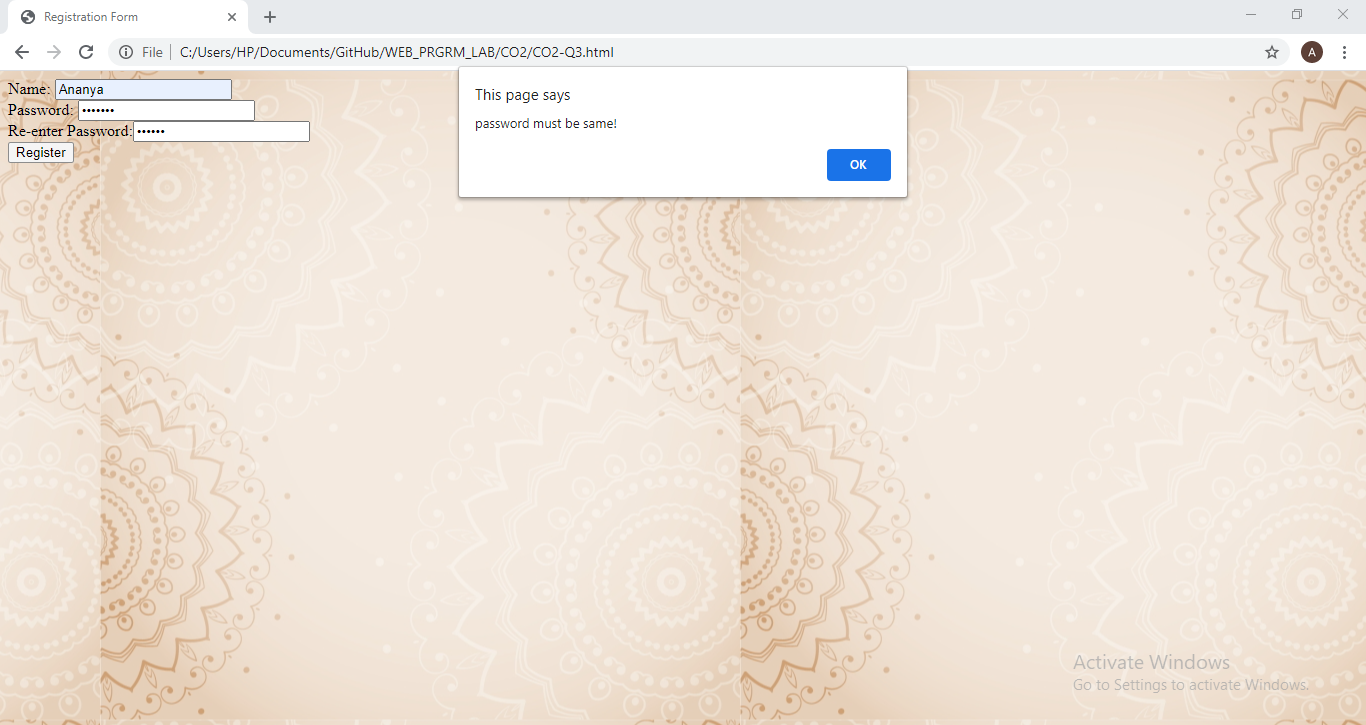 Registration Form
File C:/Users/HP/Documents/GitHub/WEB_PRGRM_LAB/CO2/CO2-Q3.html
A
Name: Ananya
Password: •••••••
Re-enter Password: ••••••
Register
This page says
password must be same!
OK
Activate Windows
Go to Settings to activate Windows.